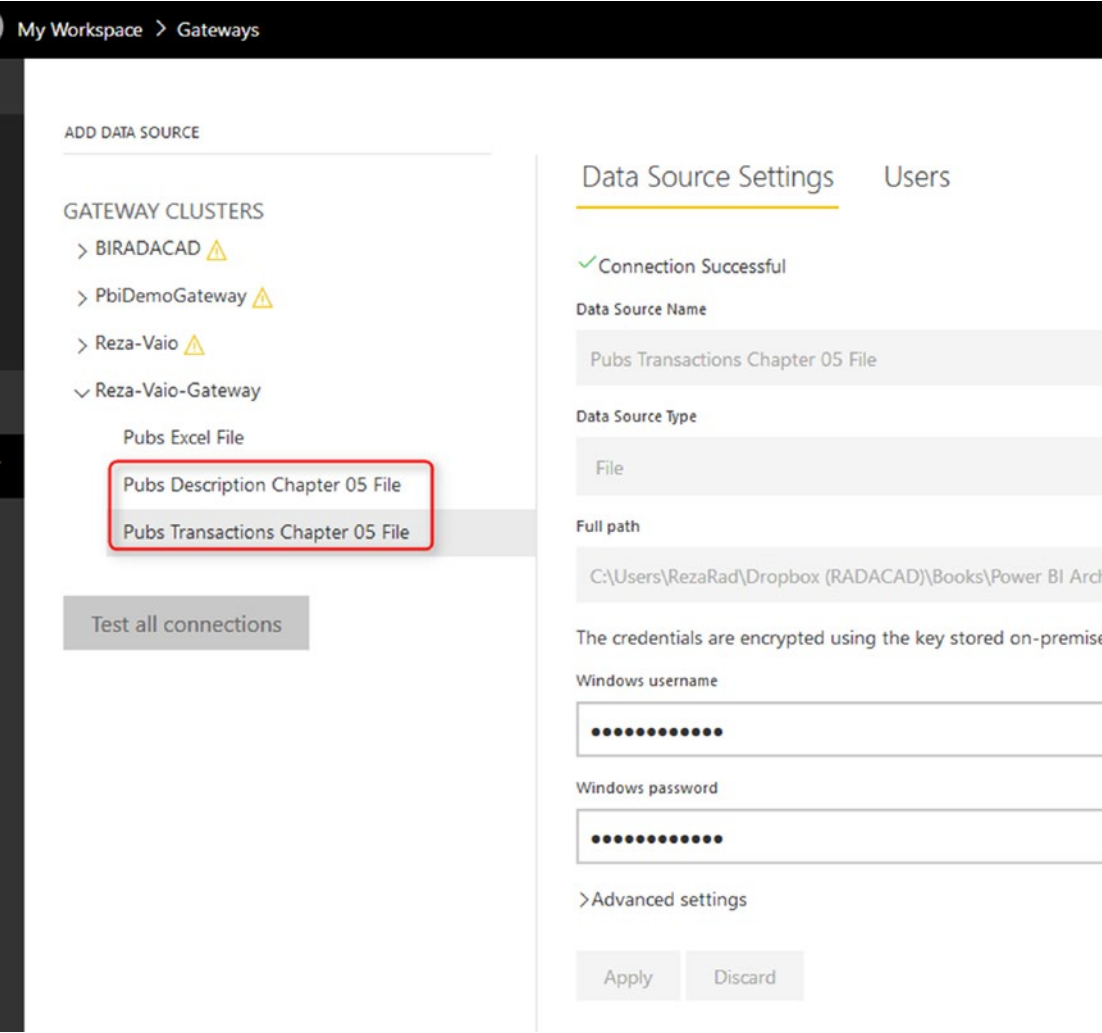 My Workspace > Gateways
ADD DATA SOURCE
GATEWAY CLUSTERS
BIRADACAD
PbiDemoGateway
Reza-Vaio
Reza-Vaio-Gateway
Pubs Excel File
Pubs Description Chapter 05 File
Pubs Transactions Chapter 05 File
Test all connections
Data Source Settings Users
Connection Successful
Data Source Name
Pubs Transactions Chapter 05 File
Data Source Type
File
Full path
C:\Users\RezaRad\Dropbox (RADACAD)\Books\Power BI Arch
The credentials are encrypted using the key stored on-premise
Windows username
●●●●●●●●●●●●
Windows password
●●●●●●●●●●●●
>Advanced settings
Apply Discard